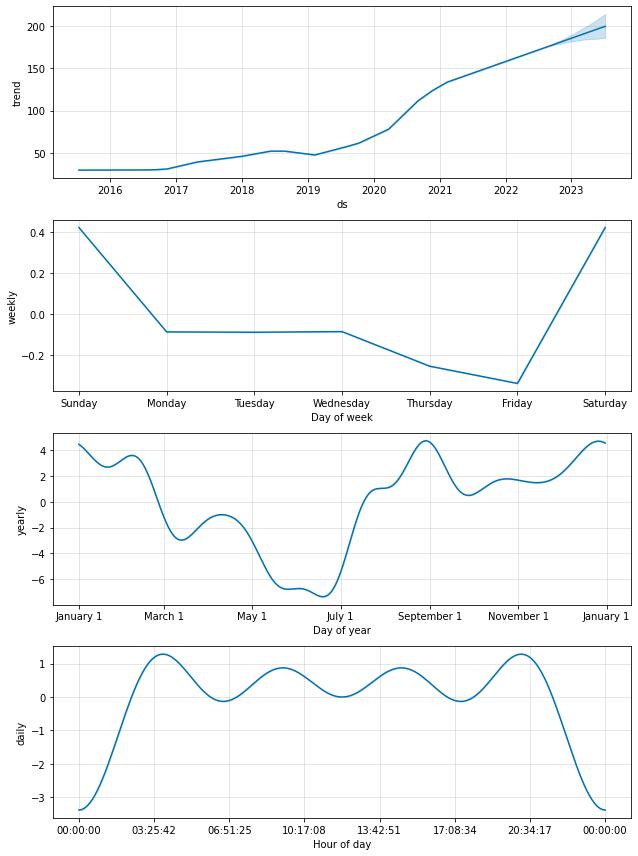 200
150
100
50
trend
2016 2017 2018 2019 2020 2021 2022 2023
ds
0.4
0.2
0.0
−0.2
weekly
Sunday Monday Tuesday Wednesday Thursday Friday Saturday
Day of week
4
2
0
−2
−4
−6
yearly
January 1 March 1 May 1 July 1 September 1 November 1 January 1
Day of year
1
0
−1
−2
−3
daily
00:00:00 03:25:42 06:51:25 10:17:08 13:42:51 17:08:34 20:34:17 00:00:00
Hour of day